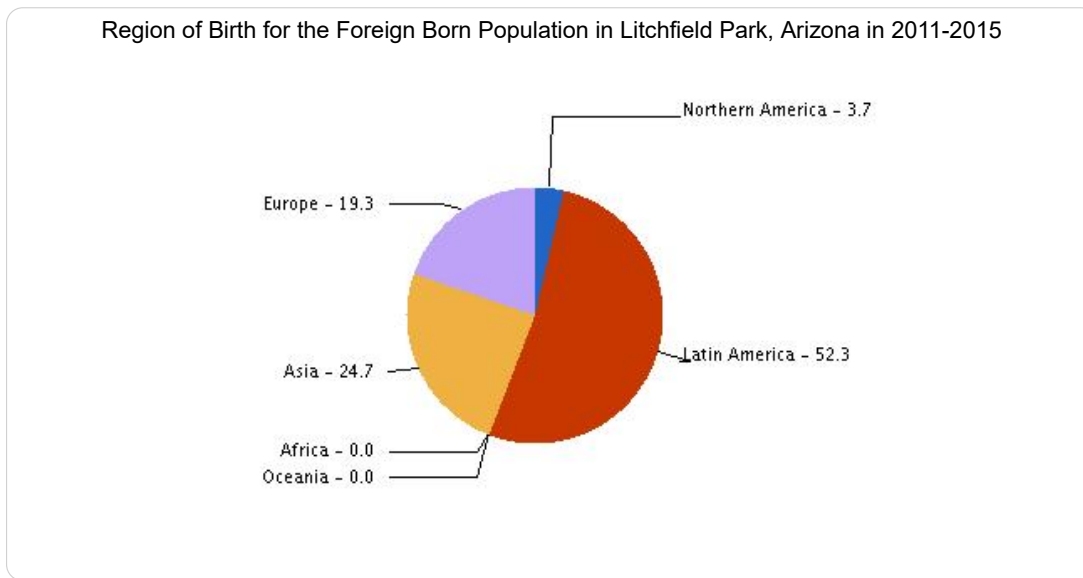 Region of Birth for the Foreign Born Population in Litchfield Park, Arizona in 2011-2015
Northern America – 3.7
Europe – 19.3
Latin America – 52.3
Asia – 24.7
Africa – 0.0
Oceania – 0.0